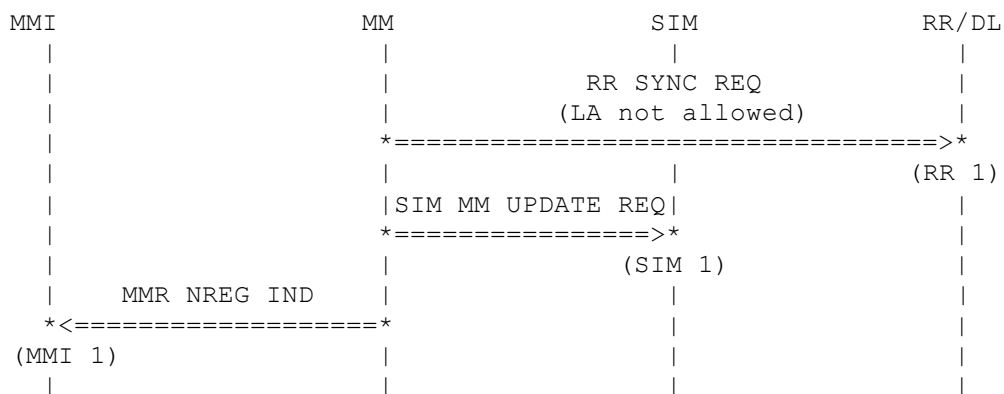 MMI MM SIM RR/DL
RR SYNC REQ
(LA not allowed)
*==================================>*
(RR 1)
SIM MM UPDATE REQ
*================>*
(SIM 1)
MMR NREG IND
*<===================*
(MMI 1)